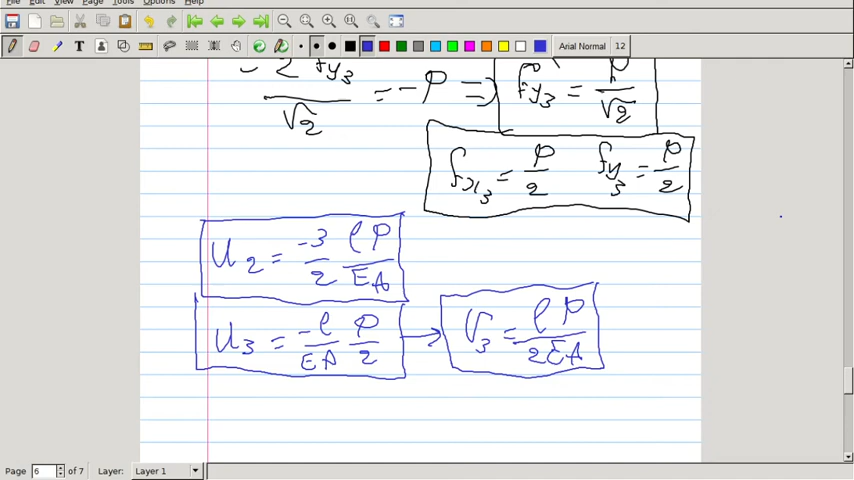 File Edit View Journal Tools Options Help
Arial Normal 12
2 fy₃ / √2 = -P ⇒ fy₃ = P / √2
fx₃ = P / 2 fy₃ = P / 2
U₂ = -3 / 2 lP / EA
U₃ = -l / EA P / 2 → V₃ = lP / 2EA
Page 6 of 7 Layer: Layer 1